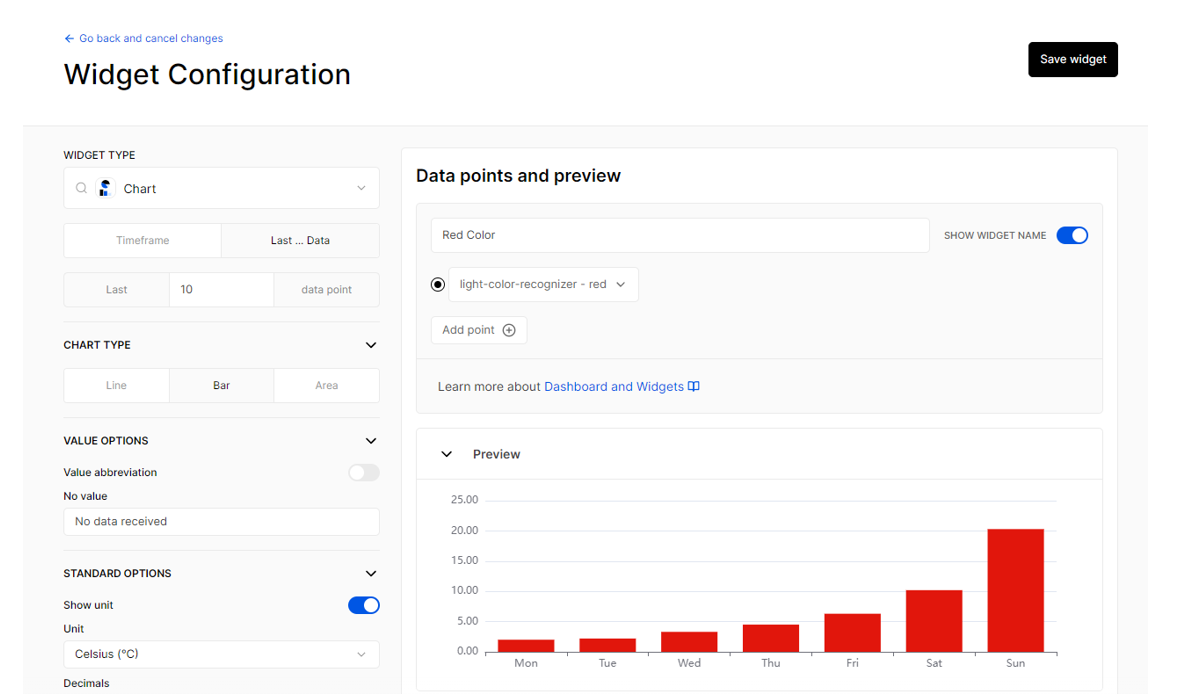 Go back and cancel changes
Widget Configuration
Save widget
WIDGET TYPE
Chart
Timeframe
Last ... Data
Last
10
data point
CHART TYPE
Line
Bar
Area
VALUE OPTIONS
Value abbreviation
No value
No data received
STANDARD OPTIONS
Show unit
Unit
Celsius (°C)
Decimals
Data points and preview
Red Color
SHOW WIDGET NAME
light-color-recognizer - red
Add point
Learn more about Dashboard and Widgets
Preview
25.00
20.00
15.00
10.00
5.00
0.00
Mon
Tue
Wed
Thu
Fri
Sat
Sun